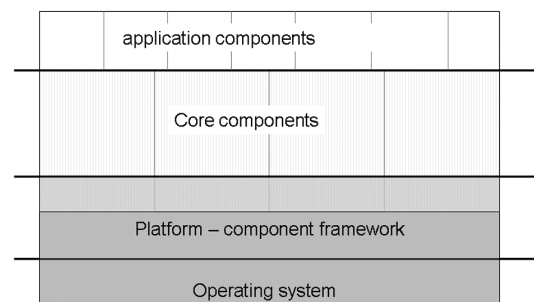 application components
Core components
Platform – component framework
Operating system